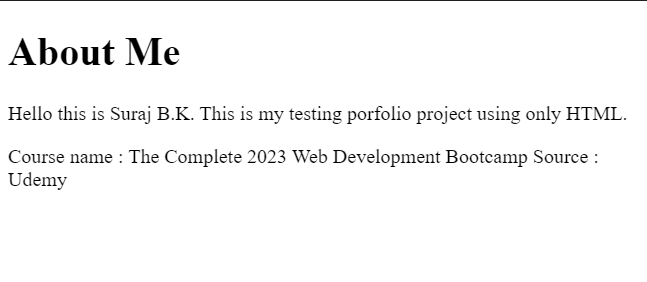 About Me
Hello this is Suraj B.K. This is my testing porfolio project using only HTML.
Course name : The Complete 2023 Web Development Bootcamp Source :
Udemy